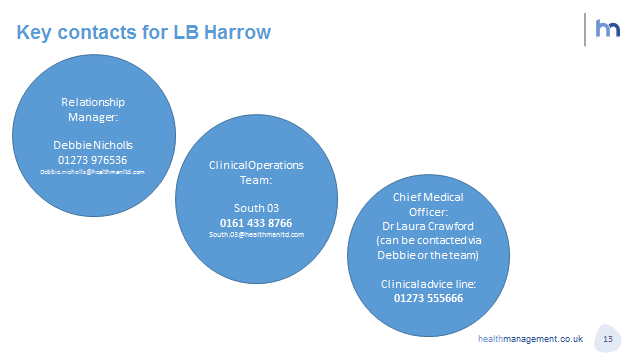 Key contacts for LB Harrow
hm
Relationship
Manager:
Debbie Nicholls
01273 976536
Debbie.nicholls@healthmanltd.com
Clinical Operations
Team:
South 03
0161 433 8766
South.03@healthmanltd.com
Chief Medical
Officer:
Dr Laura Crawford
(can be contacted via
Debbie or the team)
Clinical advice line:
01273 555666
healthmanagement.co.uk
13